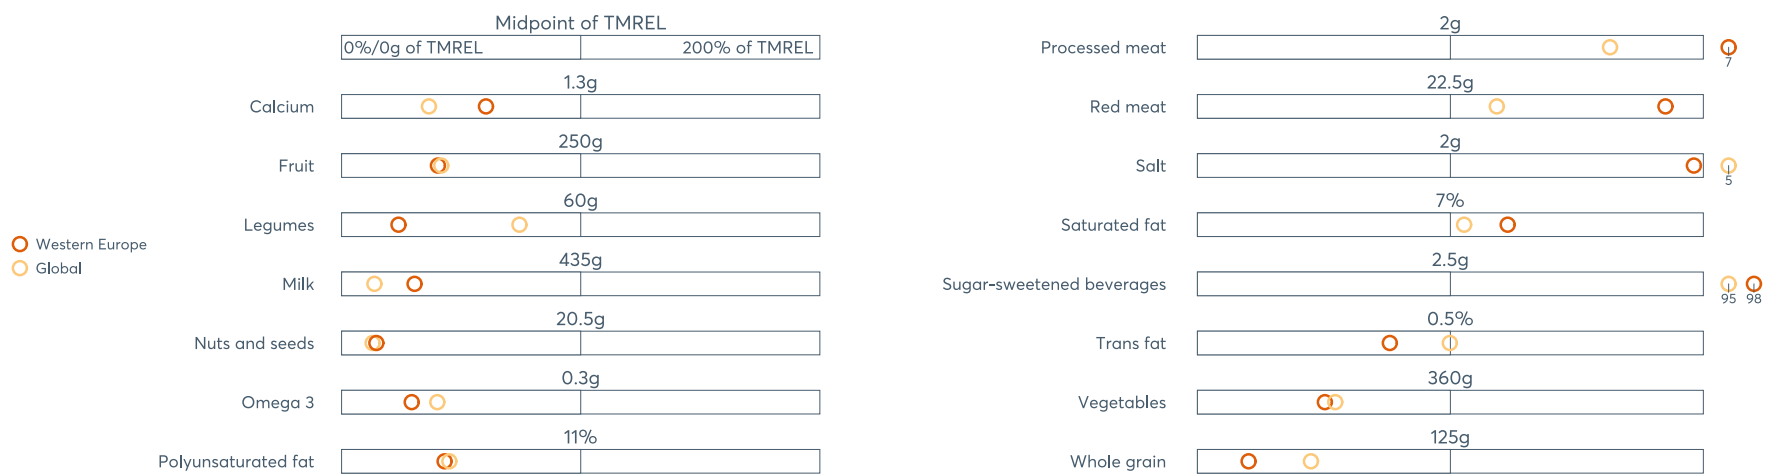 Midpoint of TMREL
0%/0g of TMREL 200% of TMREL
Calcium 1.3g
Fruit 250g
Legumes 60g
Milk 435g
Nuts and seeds 20.5g
Omega 3 0.3g
Polyunsaturated fat 11%
Western Europe
Global
Processed meat 2g 7
Red meat 22.5g
Salt 2g 5
Saturated fat 7%
Sugar-sweetened beverages 2.5g 95 98
Trans fat 0.5%
Vegetables 360g
Whole grain 125g